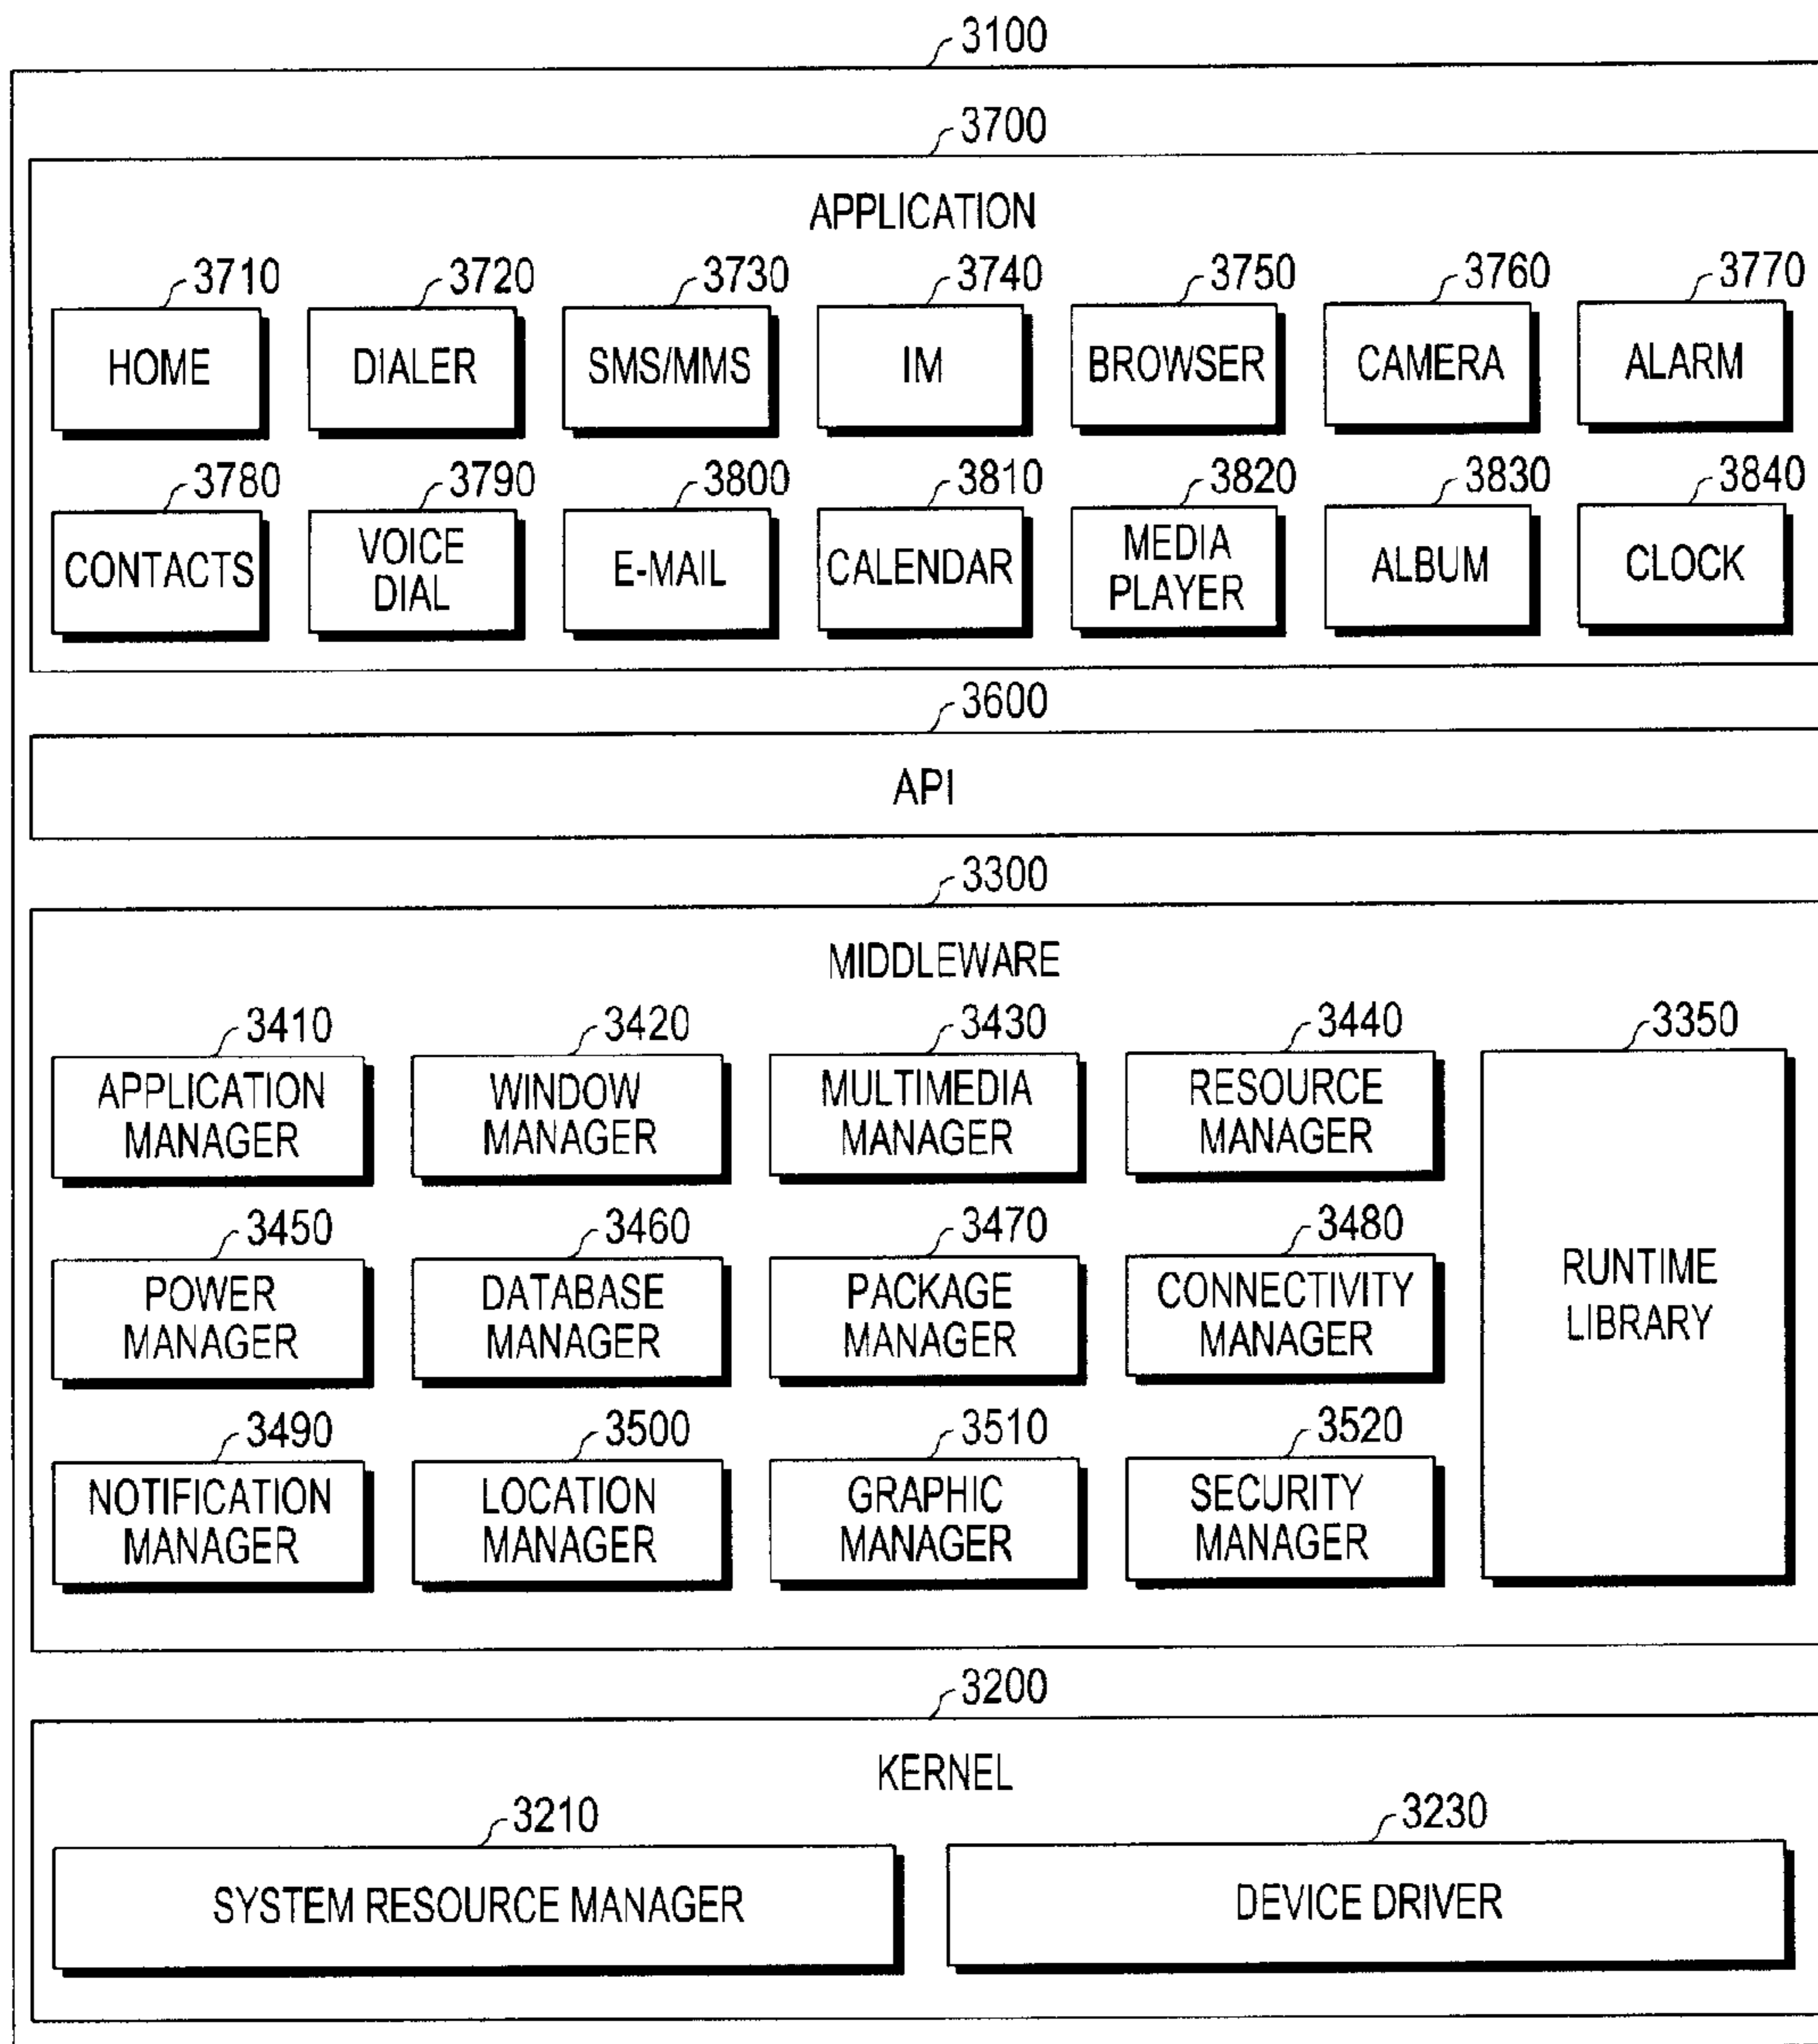 3100
3700
APPLICATION
3710 3720 3730 3740 3750 3760 3770
HOME DIALER SMS/MMS IM BROWSER CAMERA ALARM
3780 3790 3800 3810 3820 3830 3840
CONTACTS VOICE DIAL E-MAIL CALENDAR MEDIA PLAYER ALBUM CLOCK
3600
API
3300
MIDDLEWARE
3410 3420 3430 3440 3350
APPLICATION MANAGER WINDOW MANAGER MULTIMEDIA MANAGER RESOURCE MANAGER
3450 3460 3470 3480
POWER MANAGER DATABASE MANAGER PACKAGE MANAGER CONNECTIVITY MANAGER RUNTIME LIBRARY
3490 3500 3510 3520
NOTIFICATION MANAGER LOCATION MANAGER GRAPHIC MANAGER SECURITY MANAGER
3200
KERNEL
3210 3230
SYSTEM RESOURCE MANAGER DEVICE DRIVER